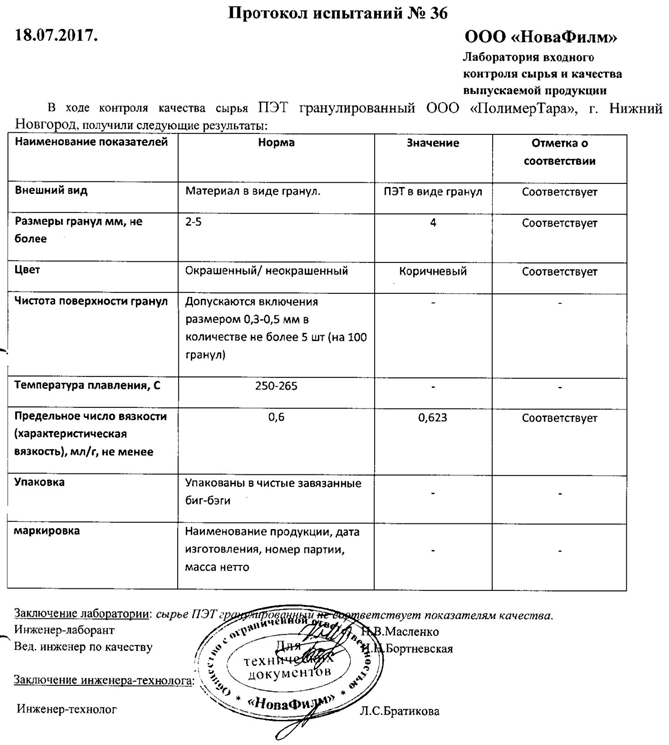 Протокол испытаний № 36
18.07.2017. ООО «НоваФилм»
Лаборатория входного
контроля сырья и качества
выпускаемой продукции
В ходе контроля качества сырья ПЭТ гранулированный ООО «ПолимерТара», г. Нижний
Новгород, получили следующие результаты:
Наименование показателей Норма Значение Отметка о
соответствии
Внешний вид Материал в виде гранул. ПЭТ в виде гранул Соответствует
Размеры гранул мм, не 2-5 4 Соответствует
более
Цвет Окрашенный/ неокрашенный Коричневый Соответствует
Чистота поверхности гранул Допускаются включения - -
размером 0,3-0,5 мм в
количестве не более 5 шт (на 100
гранул)
Температура плавления, С 250-265 - -
Предельное число вязкости 0,6 0,623 Соответствует
(характеристическая
вязкость), мл/г, не менее
Упаковка Упакованы в чистые завязанные - -
биг-бэги
маркировка Наименование продукции, дата - -
изготовления, номер партии,
масса нетто
Заключение лаборатории: сырье ПЭТ гранулированный не соответствует показателям качества.
Инженер-лаборант Н.В.Масленко
Вед. инженер по качеству Бортневская
Общество с ограниченной ответственностью
Для
технических
документов
* «НоваФилм» *
Заключение инженера-технолога:
Инженер-технолог Л.С.Братикова